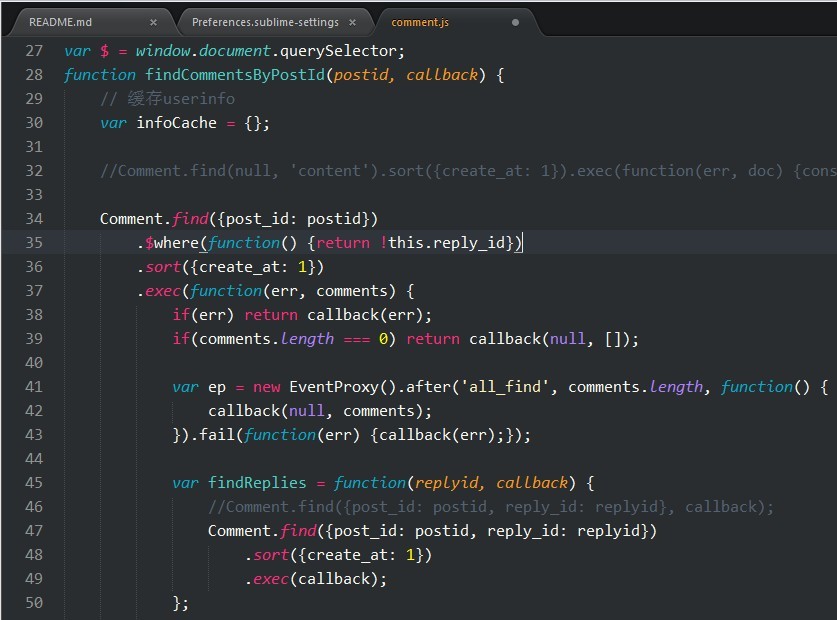 README.md × Preferences.sublime-settings × comment.js
27 var $ = window.document.querySelector;
28 function findCommentsByPostId(postid, callback) {
29 // 缓存userinfo
30 var infoCache = {};
31
32 //Comment.find(null, 'content').sort({create_at: 1}).exec(function(err, doc) {cons
33
34 Comment.find({post_id: postid})
35 .$where(function() {return !this.reply_id})
36 .sort({create_at: 1})
37 .exec(function(err, comments) {
38 if(err) return callback(err);
39 if(comments.length === 0) return callback(null, []);
40
41 var ep = new EventProxy().after('all_find', comments.length, function() {
42 callback(null, comments);
43 }).fail(function(err) {callback(err);});
44
45 var findReplies = function(replyid, callback) {
46 //Comment.find({post_id: postid, reply_id: replyid}, callback);
47 Comment.find({post_id: postid, reply_id: replyid})
48 .sort({create_at: 1})
49 .exec(callback);
50 };